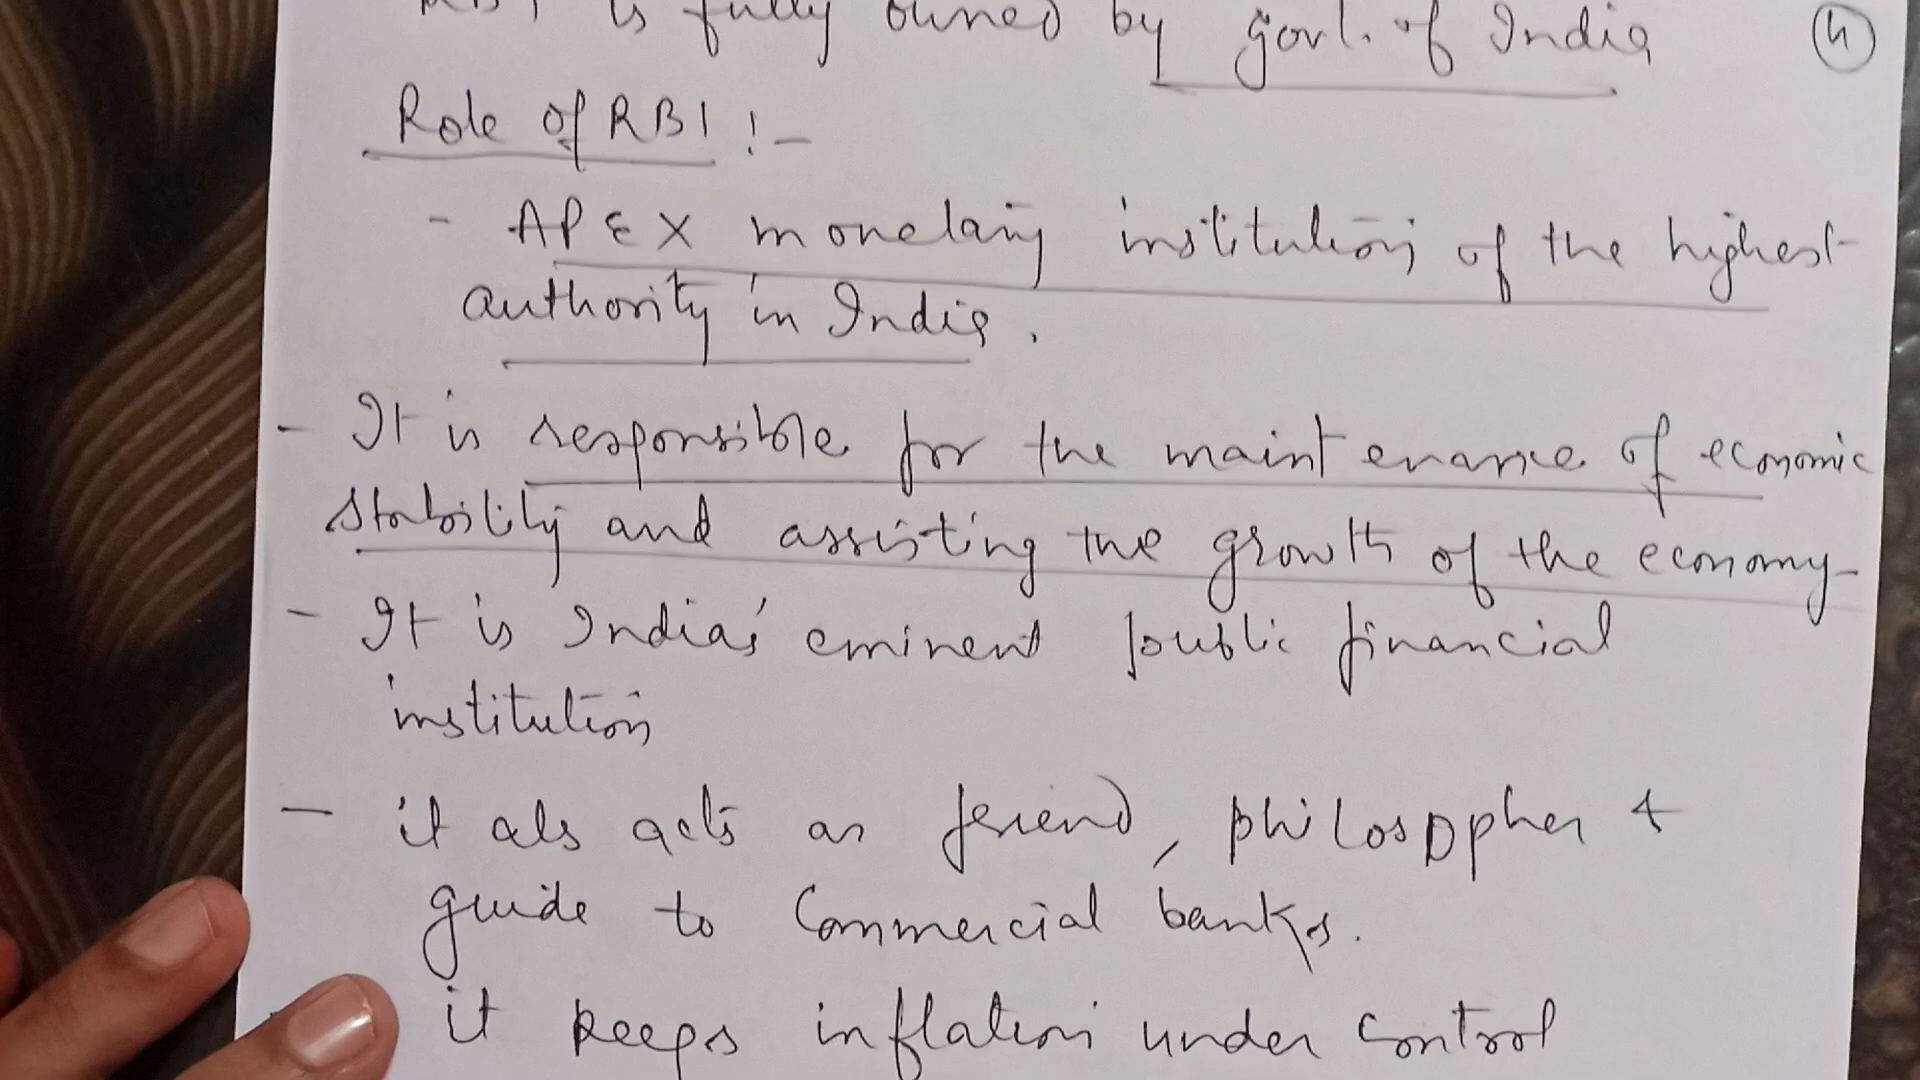 RBI is fully owned by govt. of India (4)
Role of RBI :-
- APEX monetary institution of the highest
authority in India.
- It is responsible for the maintenance of economic
stability and assisting the growth of the economy-
- It is India's eminent public financial
institution
- it als acts as friend, philosopher &
guide to Commercial banks.
it keeps inflation under control